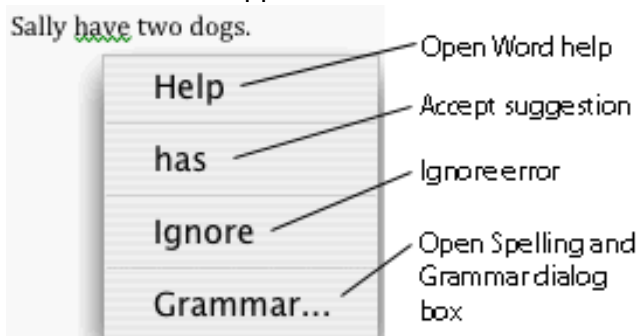 Sally have two dogs.
Help
Open Word help
has
Accept suggestion
Ignore
Ignore error
Grammar...
Open Spelling and
Grammar dialog
box